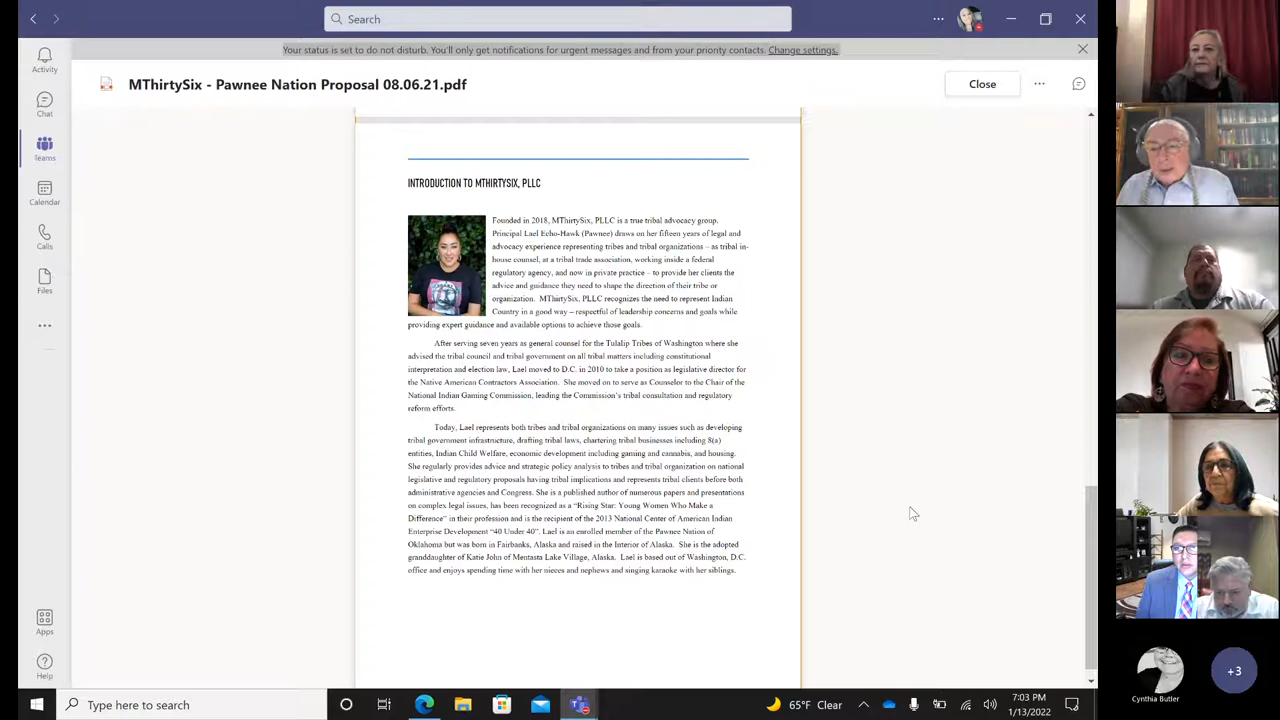 Search
Your status is set to do not disturb. You'll only get notifications for urgent messages and from your priority contacts. Change settings.
Activity
Chat
Teams
Calendar
Calls
Files
Apps
Help
MThirtySix - Pawnee Nation Proposal 08.06.21.pdf
Close
INTRODUCTION TO MTHIRTYSIX, PLLC
Founded in 2018, MThirtySix, PLLC is a true tribal advocacy group.
Principal Lael Echo-Hawk (Pawnee) draws on her fifteen years of legal and
advocacy experience representing tribes and tribal organizations – as tribal in-
house counsel, at a tribal trade association, working inside a federal
regulatory agency, and now in private practice – to provide her clients the
advice and guidance they need to shape the direction of their tribe or
organization. MThirtySix, PLLC recognizes the need to represent Indian
Country in a good way – respectful of leadership concerns and goals while
providing expert guidance and available options to achieve those goals.
After serving seven years as general counsel for the Tulalip Tribes of Washington where she
advised the tribal council and tribal government on all tribal matters including constitutional
interpretation and election law, Lael moved to D.C. in 2010 to take a position as legislative director for
the Native American Contractors Association. She moved on to serve as Counselor to the Chair of the
National Indian Gaming Commission, leading the Commission's tribal consultation and regulatory
reform efforts.
Today, Lael represents both tribes and tribal organizations on many issues such as developing
tribal government infrastructure, drafting tribal laws, chartering tribal businesses including 8(a)
entities, Indian Child Welfare, economic development including gaming and cannabis, and housing.
She regularly provides advice and strategic policy analysis to tribes and tribal organization on national
legislative and regulatory proposals having tribal implications and represents tribal clients before both
administrative agencies and Congress. She is a published author of numerous papers and presentations
on complex legal issues, has been recognized as a “Rising Star: Young Women Who Make a
Difference” in their profession and is the recipient of the 2013 National Center of American Indian
Enterprise Development “40 Under 40”. Lael is an enrolled member of the Pawnee Nation of
Oklahoma but was born in Fairbanks, Alaska and raised in the Interior of Alaska. She is the adopted
granddaughter of Katie John of Mentasta Lake Village, Alaska. Lael is based out of Washington, D.C.
office and enjoys spending time with her nieces and nephews and singing karaoke with her siblings.
Cynthia Butler
+3
Type here to search
65°F Clear
7:03 PM
1/13/2022